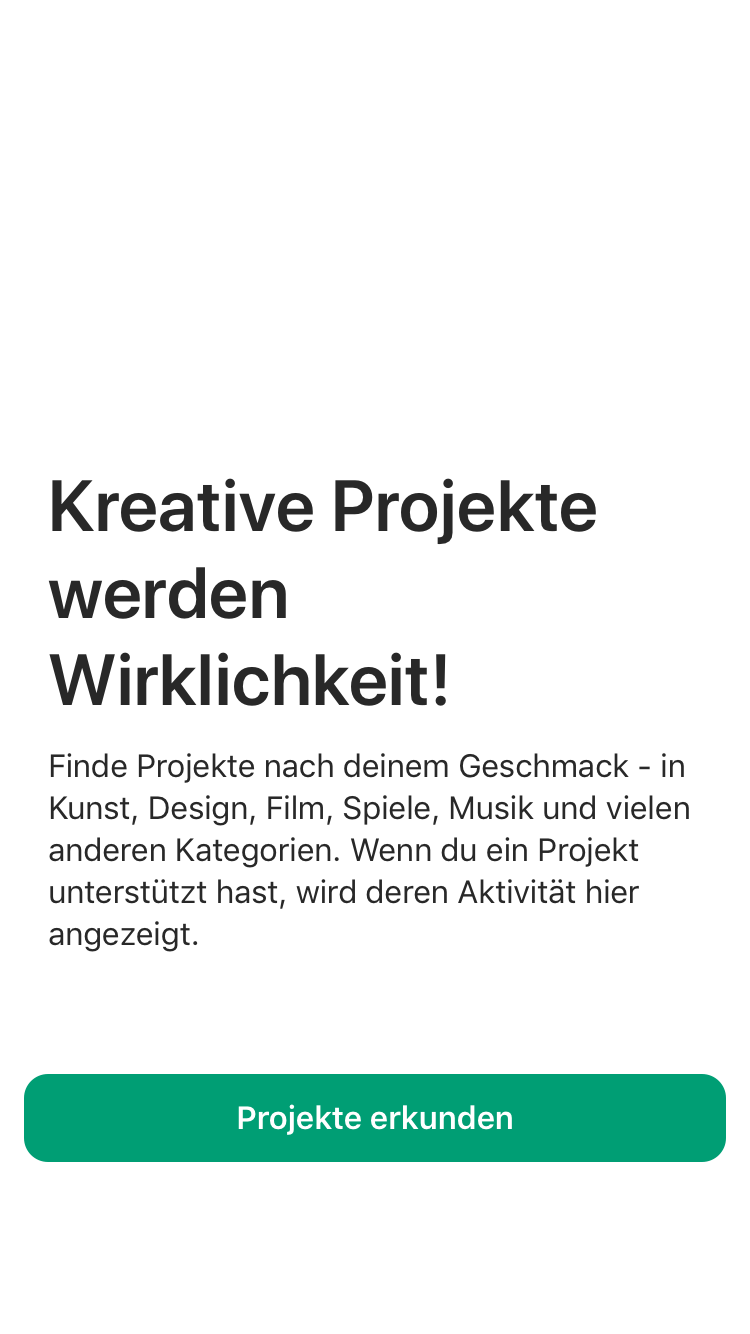 Kreative Projekte
werden
Wirklichkeit!
Finde Projekte nach deinem Geschmack - in
Kunst, Design, Film, Spiele, Musik und vielen
anderen Kategorien. Wenn du ein Projekt
unterstützt hast, wird deren Aktivität hier
angezeigt.
Projekte erkunden